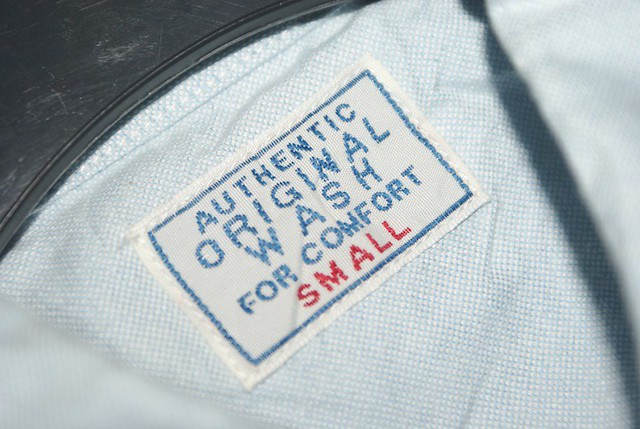 AUTHENTIC
ORIGINAL
WASH
FOR COMFORT
SMALL